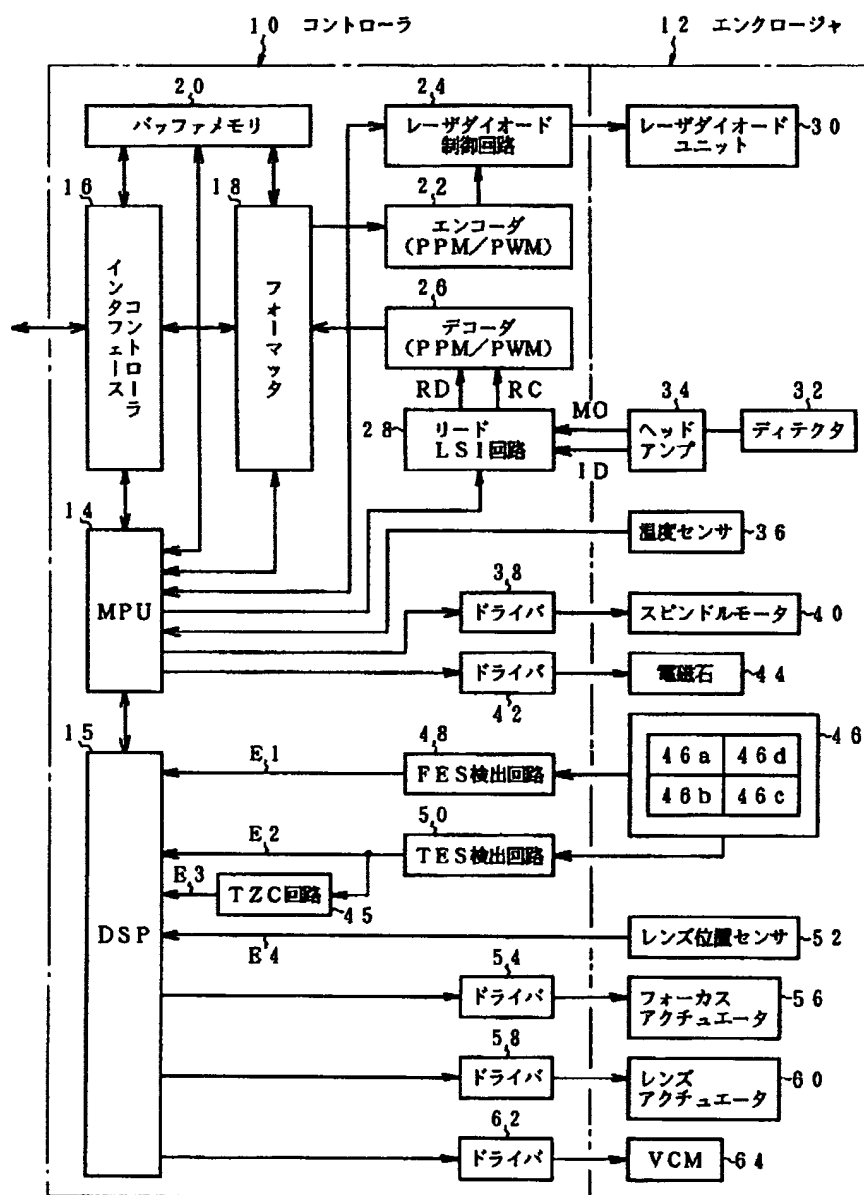 10 コントローラ
12 エンクロージャ
20
バッファメモリ
24
レーザダイオード
制御回路
レーザダイオード
ユニット
30
16
コントローラ
インタフェース
18
フォーマッタ
22
エンコーダ
(PPM/PWM)
26
デコーダ
(PPM/PWM)
RD
RC
28
リード
LSI回路
MO
ID
34
ヘッド
アンプ
32
ディテクタ
14
MPU
温度センサ
36
38
ドライバ
スピンドルモータ
40
ドライバ
42
電磁石
44
15
DSP
E1
48
FES検出回路
46
46a
46d
46b
46c
E2
50
TES検出回路
E3
TZC回路
45
E4
レンズ位置センサ
52
54
ドライバ
フォーカス
アクチュエータ
56
58
ドライバ
レンズ
アクチュエータ
60
62
ドライバ
VCM
64